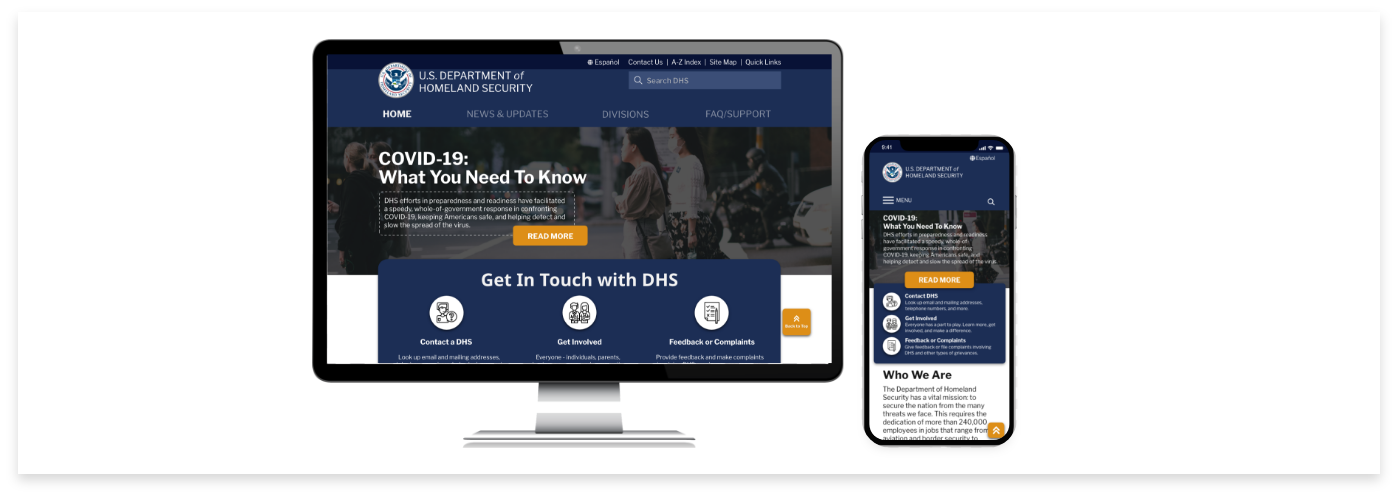 Español Contact Us | A-Z Index | Site Map | Quick Links
U.S. DEPARTMENT of
HOMELAND SECURITY
Search DHS
HOME NEWS & UPDATES DIVISIONS FAQ/SUPPORT
COVID-19:
What You Need To Know
DHS efforts in preparedness and readiness have facilitated
a speedy, whole-of-government response in confronting
COVID-19, keeping Americans safe, and helping detect and
slow the spread of the virus.
READ MORE
Get In Touch with DHS
Contact a DHS Get Involved Feedback or Complaints
Look up email and mailing addresses, Everyone - individuals, parents, Provide feedback and make complaints
Back to Top
9:41
Español
U.S. DEPARTMENT of
HOMELAND SECURITY
MENU
COVID-19:
What You Need To Know
DHS efforts in preparedness and readiness
have facilitated a speedy, whole-of-
government response in confronting
COVID-19, keeping Americans safe, and
helping detect and slow the spread of the virus.
READ MORE
Contact DHS
Look up email and mailing addresses,
telephone numbers, and more.
Get Involved
Everyone has a part to play. Learn more, get
involved, and make a difference.
Feedback or Complaints
Give feedback or file complaints involving
DHS and other types of grievances.
Who We Are
The Department of Homeland
Security has a vital mission: to
secure the nation from the many
threats we face. This requires the
dedication of more than 240,000
employees in jobs that range from
aviation and border security to